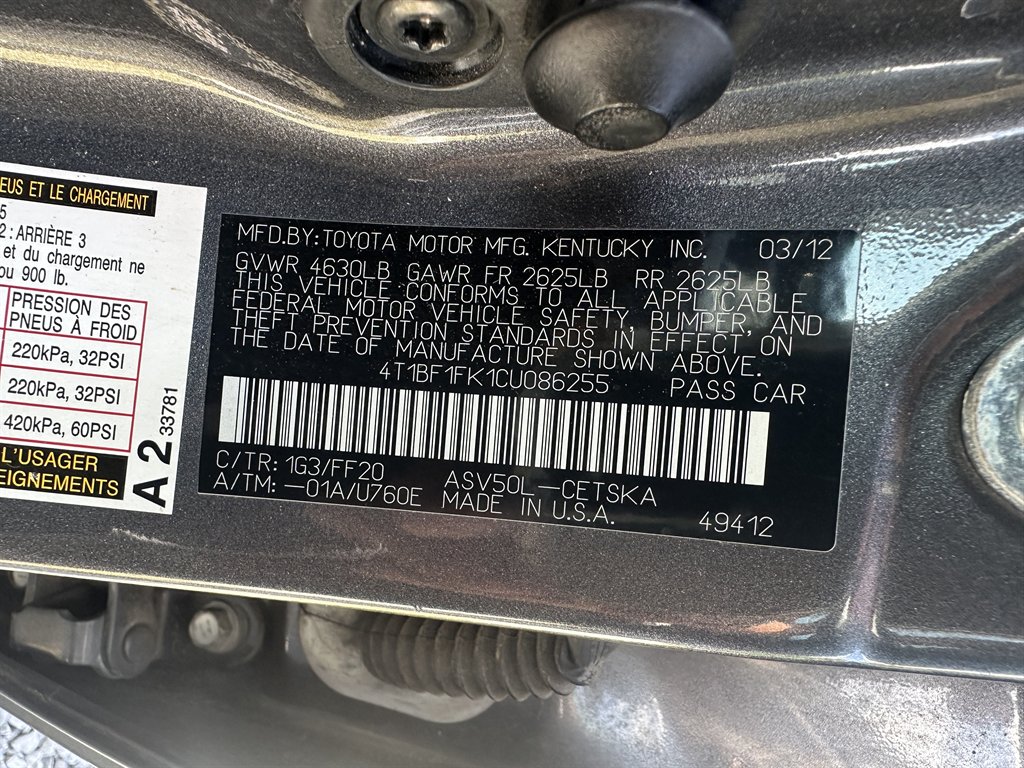 EUS ET LE CHARGEMENT
5
2 : ARRIÈRE 3
et du chargement ne
ou 900 lb.
PRESSION DES
PNEUS À FROID
220kPa, 32PSI
220kPa, 32PSI
420kPa, 60PSI
L'USAGER
EIGNEMENTS
A 2
33781
MFD.BY:TOYOTA MOTOR MFG. KENTUCKY INC. 03/12
GVWR 4630LB GAWR FR 2625LB RR 2625LB
THIS VEHICLE CONFORMS TO ALL APPLICABLE
FEDERAL MOTOR VEHICLE SAFETY, BUMPER, AND
THEFT PREVENTION STANDARDS IN EFFECT ON
THE DATE OF MANUFACTURE SHOWN ABOVE.
4T1BF1FK1CU086255 PASS CAR
C/TR: 1G3/FF20 ASV50L-CETSKA
A/TM: -01A/U760E MADE IN U.S.A. 49412